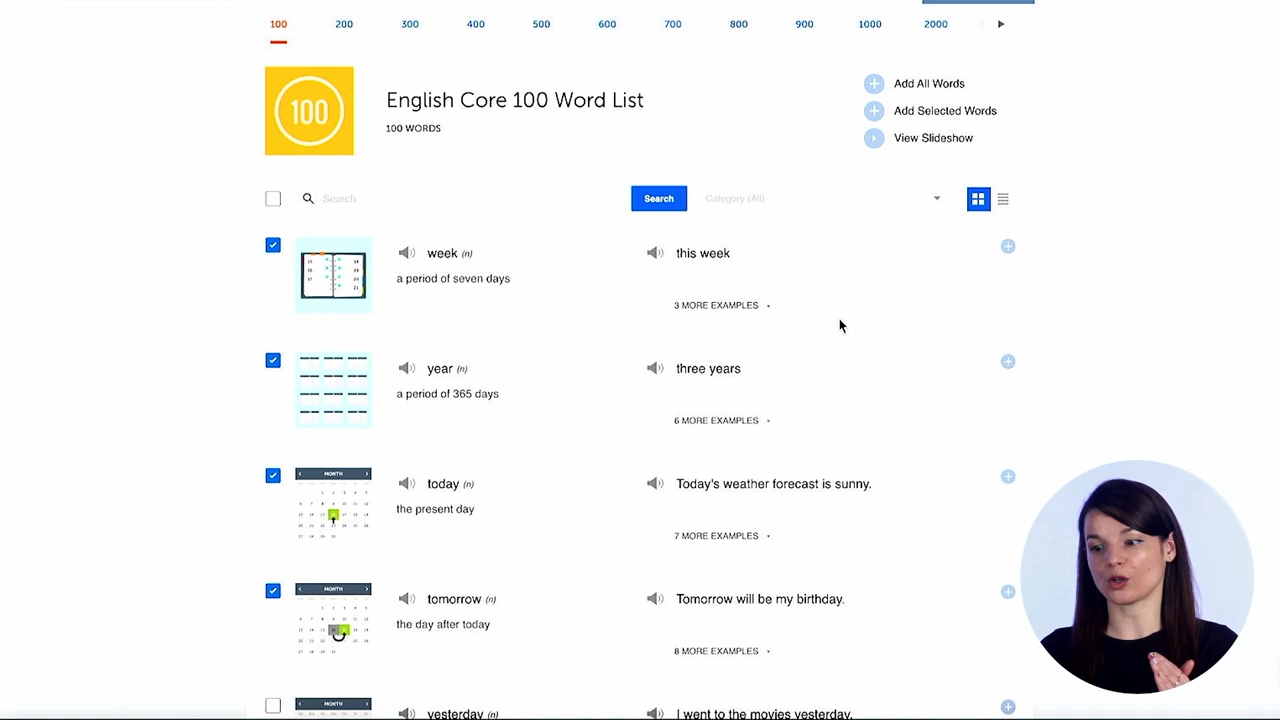 100 200 300 400 500 600 700 800 900 1000 2000
100
English Core 100 Word List
100 WORDS
Add All Words
Add Selected Words
View Slideshow
Search
Search
Category (All)
week (n)
a period of seven days
this week
3 MORE EXAMPLES
year (n)
a period of 365 days
three years
6 MORE EXAMPLES
MONTH
today (n)
the present day
Today's weather forecast is sunny.
7 MORE EXAMPLES
MONTH
tomorrow (n)
the day after today
Tomorrow will be my birthday.
8 MORE EXAMPLES
MONTH
yesterday (n)
I went to the movies yesterday.